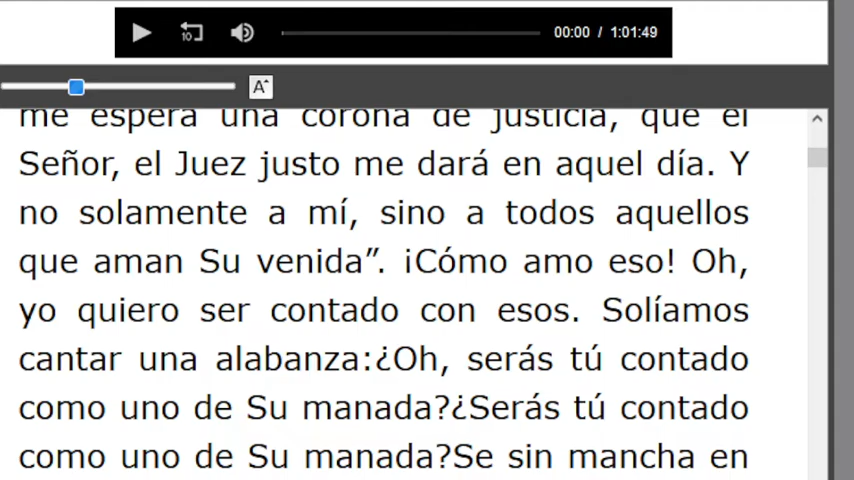 10
00:00 / 1:01:49
A
me espera una corona de justicia, que el
Señor, el Juez justo me dará en aquel día. Y
no solamente a mí, sino a todos aquellos
que aman Su venida”. ¡Cómo amo eso! Oh,
yo quiero ser contado con esos. Solíamos
cantar una alabanza:¿Oh, serás tú contado
como uno de Su manada?¿Serás tú contado
como uno de Su manada?Se sin mancha en